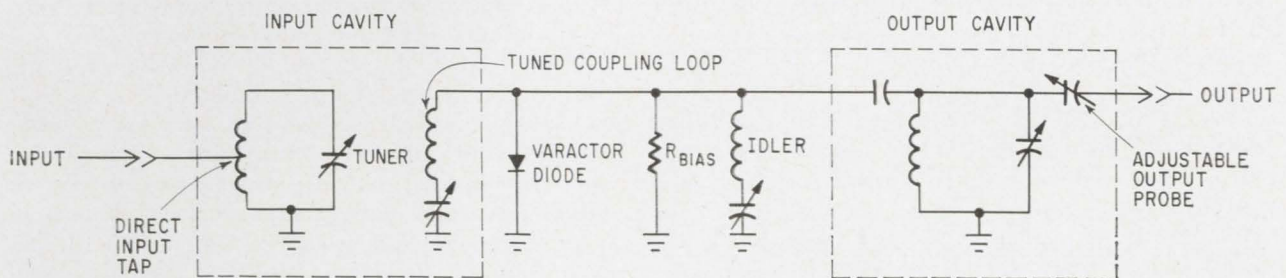 INPUT CAVITY
OUTPUT CAVITY
TUNED COUPLING LOOP
INPUT
TUNER
VARACTOR
DIODE
RBIAS
IDLER
OUTPUT
DIRECT
INPUT
TAP
ADJUSTABLE
OUTPUT
PROBE